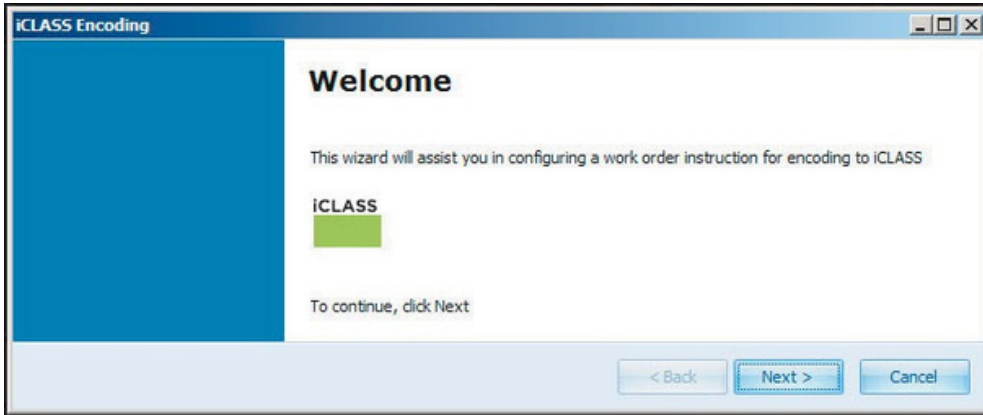 iCLASS Encoding
Welcome
This wizard will assist you in configuring a work order instruction for encoding to iCLASS
iCLASS
To continue, click Next
< Back Next > Cancel